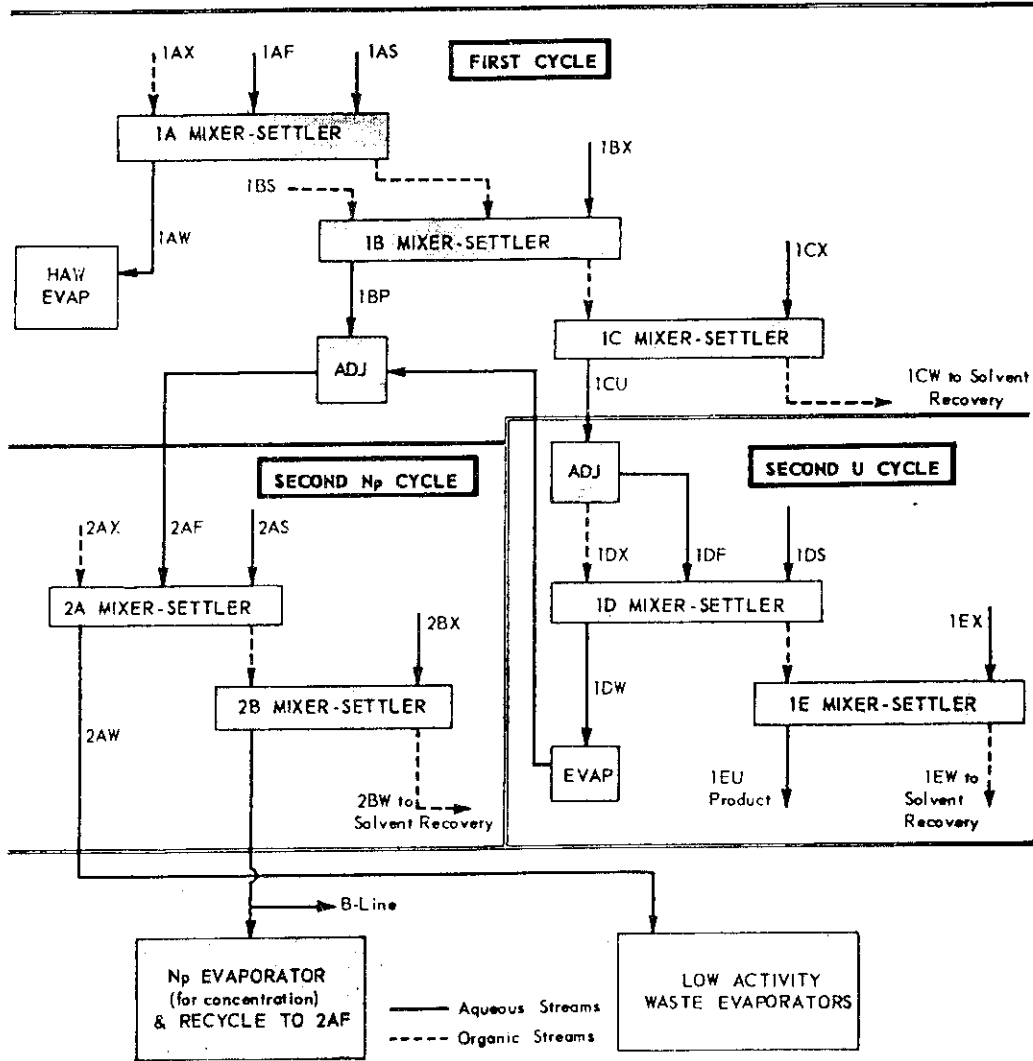 1AX
1AF
1AS
FIRST CYCLE
1A MIXER-SETTLER
1BX
1BS
1AW
1B MIXER-SETTLER
1CX
HAW
EVAP
1BP
1C MIXER-SETTLER
ADJ
1CU
1CW to Solvent
Recovery
SECOND Np CYCLE
ADJ
SECOND U CYCLE
2AX
2AF
2AS
1DX
1DF
1DS
2A MIXER-SETTLER
1D MIXER-SETTLER
2BX
1EX
2B MIXER-SETTLER
1DW
1E MIXER-SETTLER
2AW
EVAP
1EU
Product
1EW to
Solvent
Recovery
2BW to
Solvent Recovery
B-Line
Np EVAPORATOR
(for concentration)
& RECYCLE TO 2AF
Aqueous Streams
Organic Streams
LOW ACTIVITY
WASTE EVAPORATORS